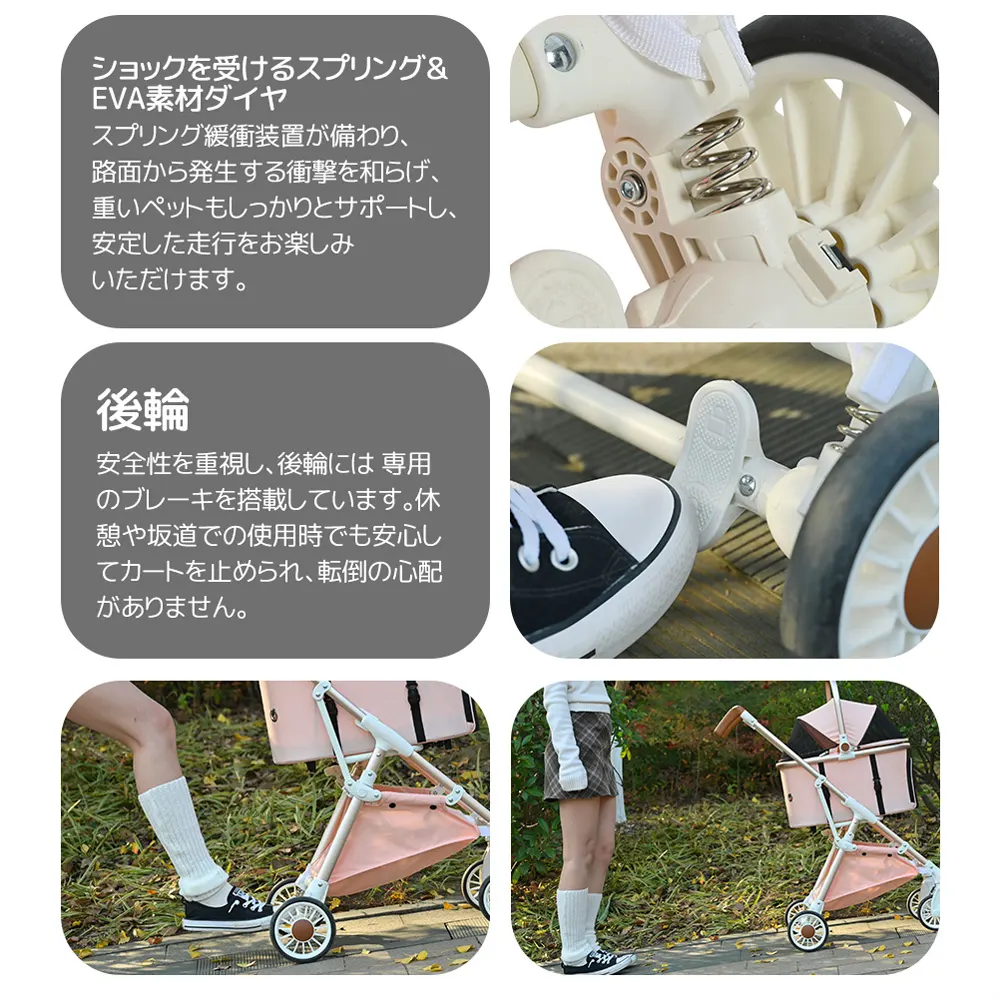 ショックを受けるスプリング&
EVA素材ダイヤ
スプリング緩衝装置が備わり、
路面から発生する衝撃を和らげ、
重いペットもしっかりとサポートし、
安定した走行をお楽しみ
いただけます。
後輪
安全性を重視し、後輪には 専用
のブレーキを搭載しています。休
憩や坂道での使用時でも安心し
てカートを止められ、転倒の心配
がありません。